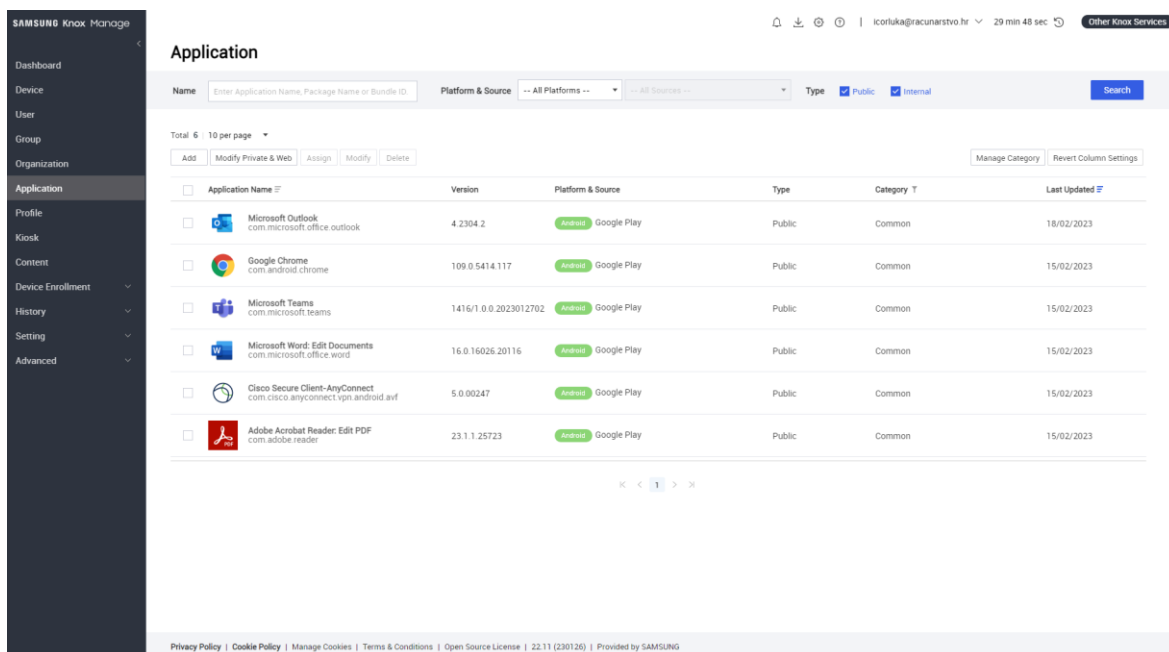 SAMSUNG Knox Manage
icorluka@racunarstvo.hr 29 min 48 sec Other Knox Services
Dashboard
Device
User
Group
Organization
Application
Profile
Kiosk
Content
Device Enrollment
History
Setting
Advanced
Application
Name Enter Application Name, Package Name or Bundle ID. Platform & Source -- All Platforms -- -- All Sources -- Type Public Internal Search
Total 6 10 per page
Add Modify Private & Web Assign Modify Delete Manage Category Revert Column Settings
Application Name Version Platform & Source Type Category Last Updated
Microsoft Outlook
com.microsoft.office.outlook 4.2304.2 Android Google Play Public Common 18/02/2023
Google Chrome
com.android.chrome 109.0.5414.117 Android Google Play Public Common 15/02/2023
Microsoft Teams
com.microsoft.teams 1416/1.0.0.2023012702 Android Google Play Public Common 15/02/2023
Microsoft Word: Edit Documents
com.microsoft.office.word 16.0.16026.20116 Android Google Play Public Common 15/02/2023
Cisco Secure Client-AnyConnect
com.cisco.anyconnect.vpn.android.avf 5.0.00247 Android Google Play Public Common 15/02/2023
Adobe Acrobat Reader: Edit PDF
com.adobe.reader 23.1.1.25723 Android Google Play Public Common 15/02/2023
1
Privacy Policy | Cookie Policy | Manage Cookies | Terms & Conditions | Open Source License | 22.11 (230126) | Provided by SAMSUNG